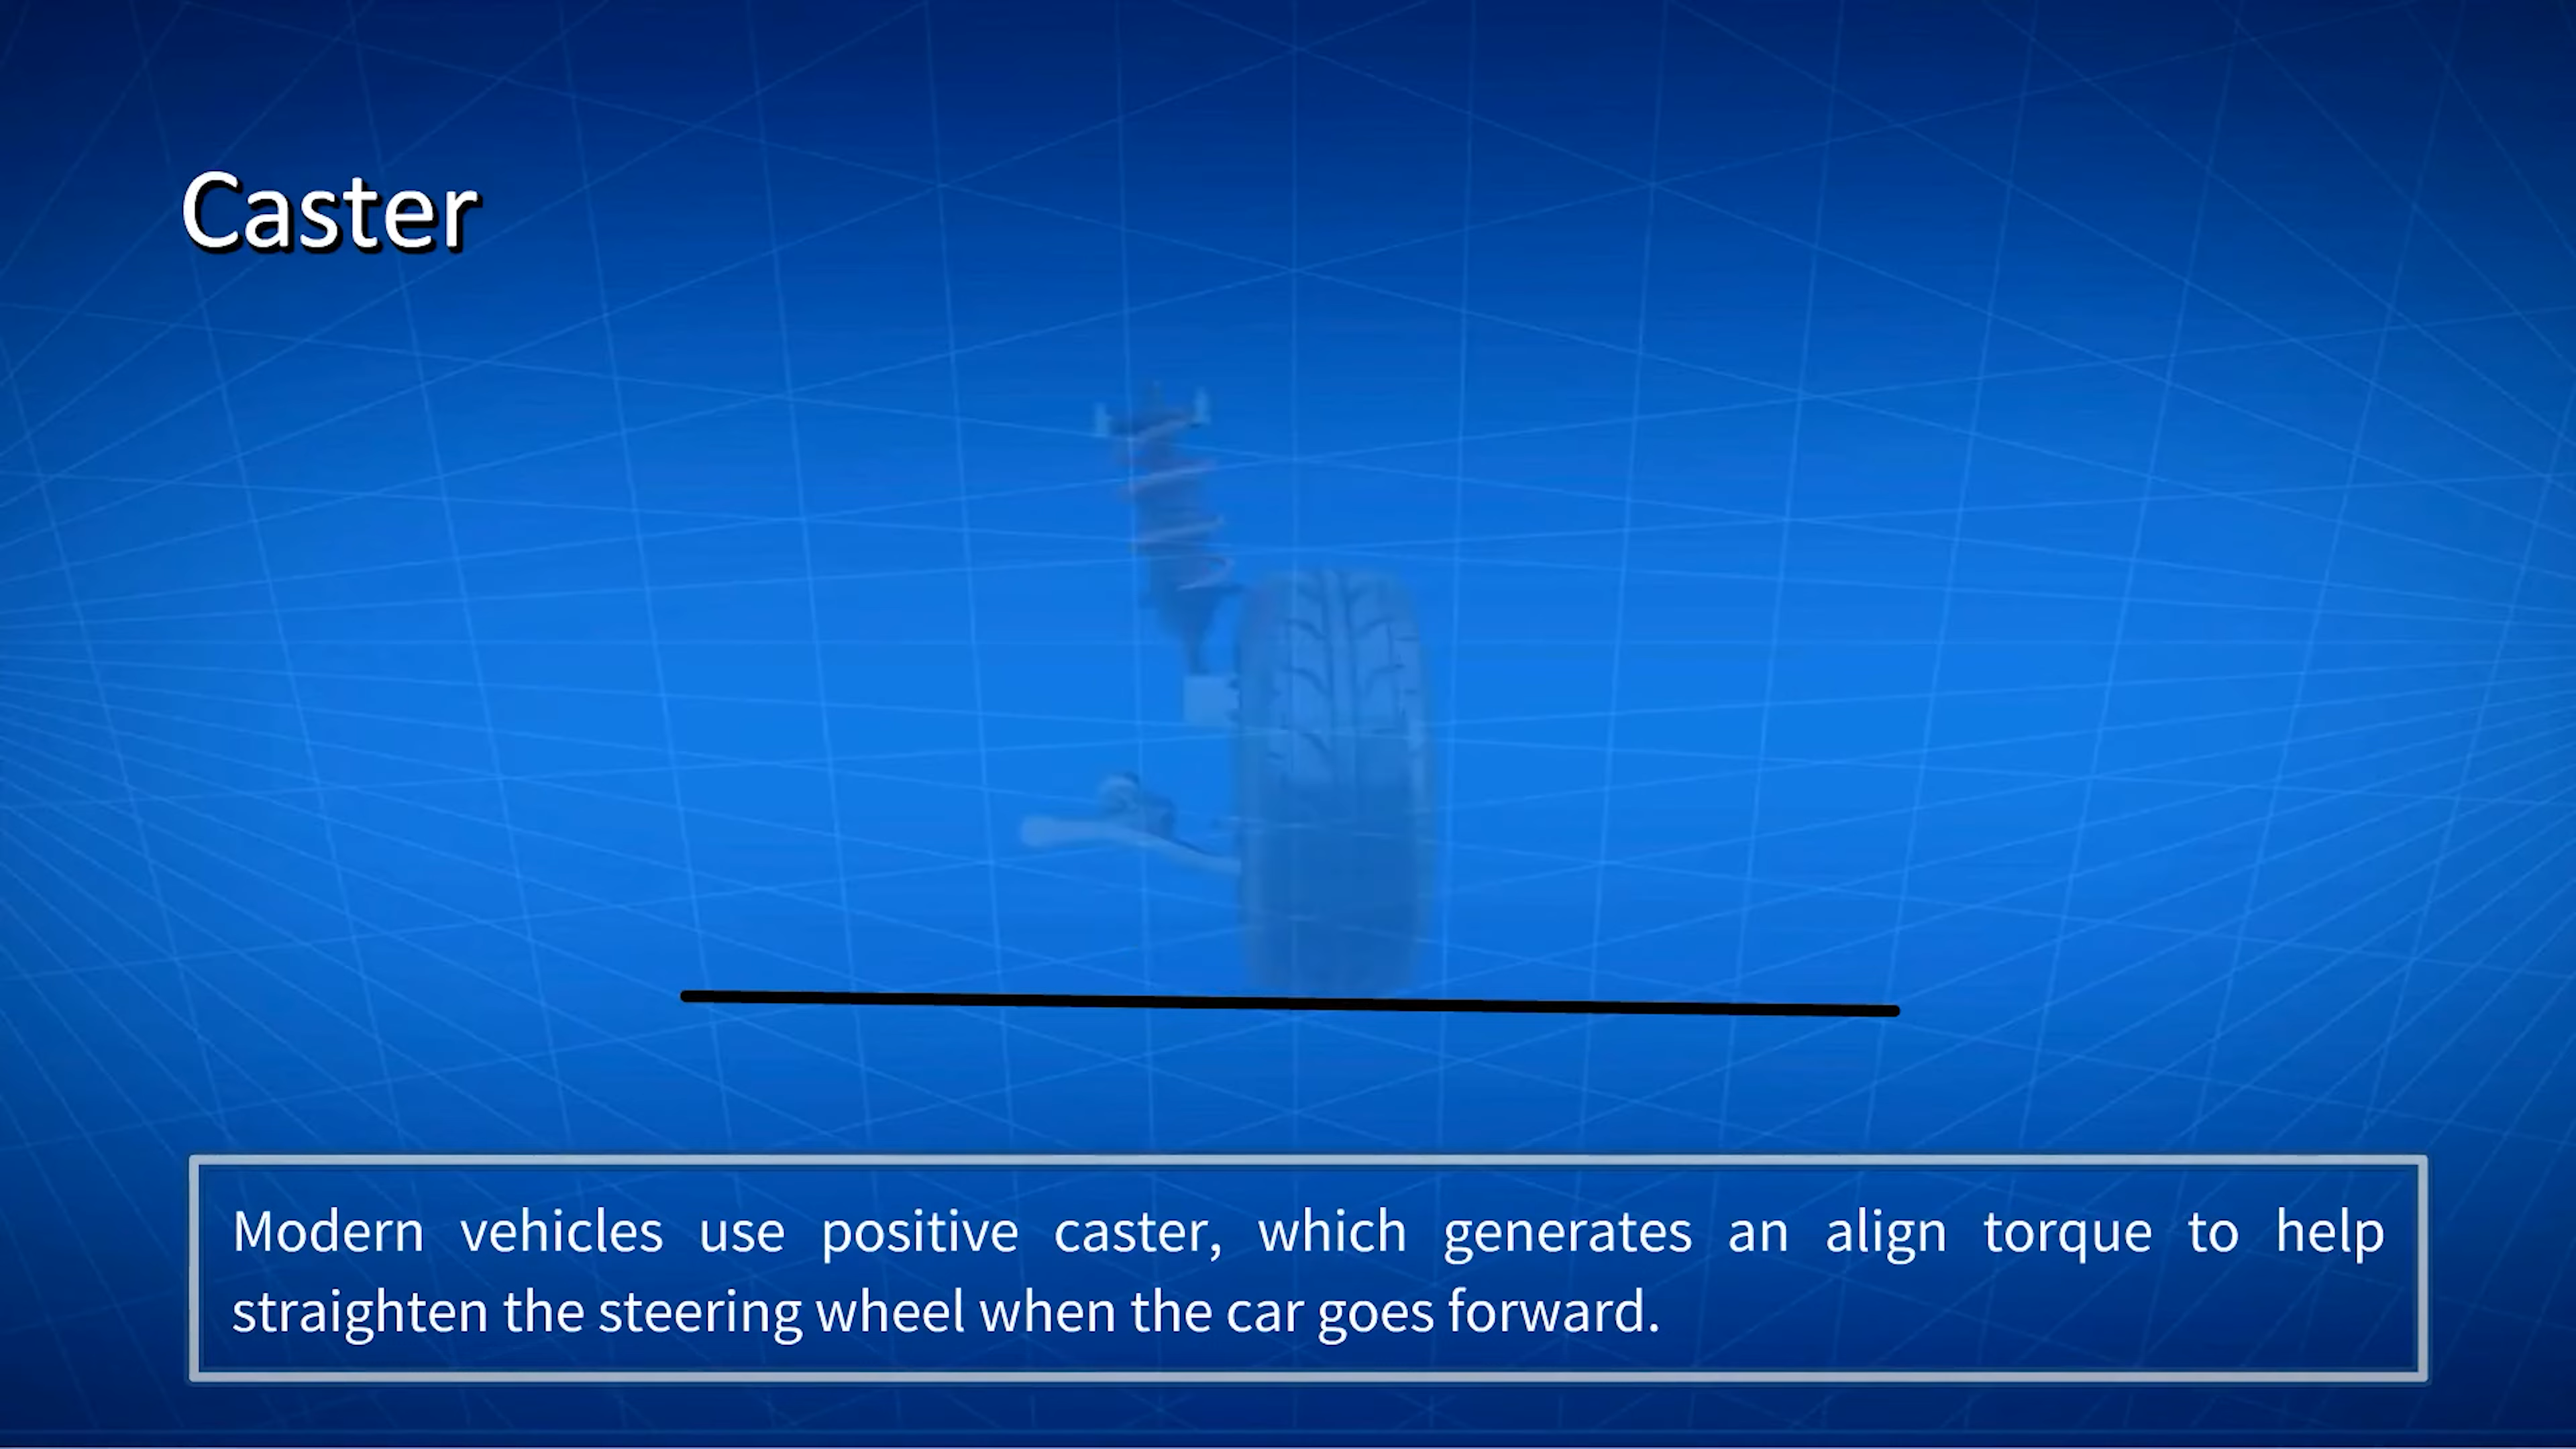 Caster
Modern vehicles use positive caster, which generates an align torque to help
straighten the steering wheel when the car goes forward.